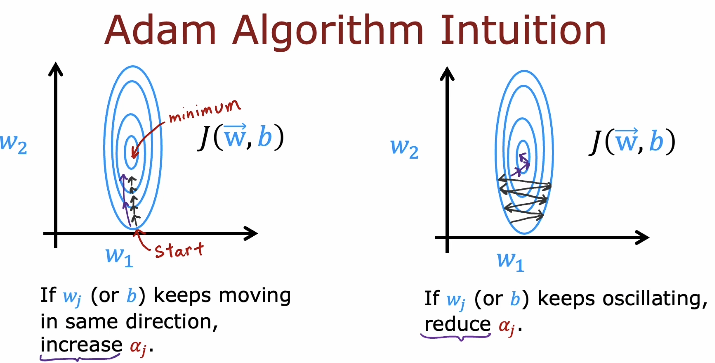 Adam Algorithm Intuition
w₂
minimum
J(w⃗, b)
start
w₁
If wⱼ (or b) keeps moving
in same direction,
increase αⱼ.
w₂
J(w⃗, b)
w₁
If wⱼ (or b) keeps oscillating,
reduce αⱼ.